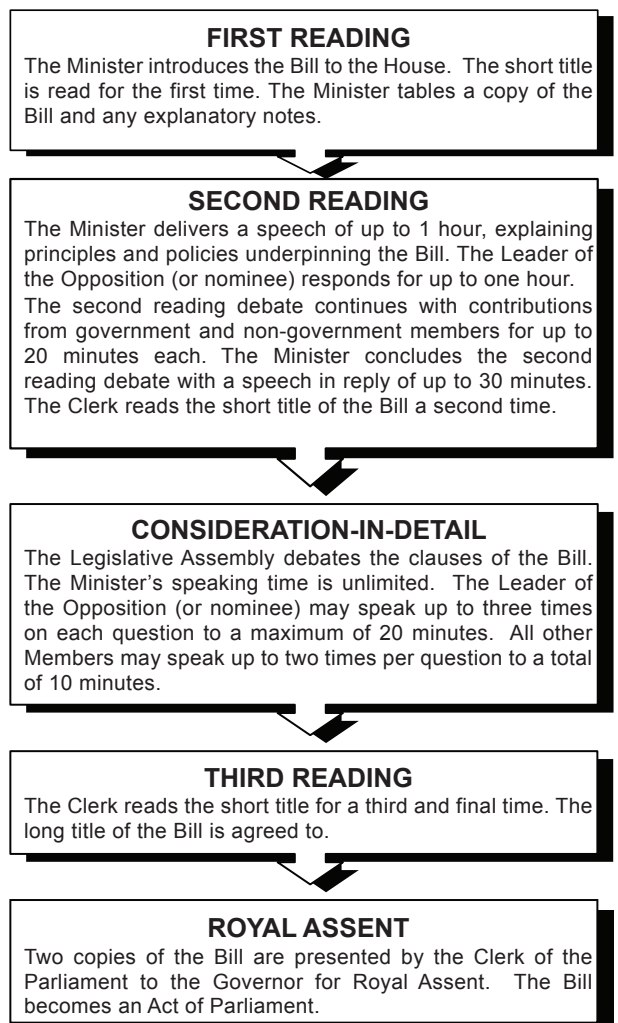 FIRST READING
The Minister introduces the Bill to the House. The short title
is read for the first time. The Minister tables a copy of the
Bill and any explanatory notes.
SECOND READING
The Minister delivers a speech of up to 1 hour, explaining
principles and policies underpinning the Bill. The Leader of
the Opposition (or nominee) responds for up to one hour.
The second reading debate continues with contributions
from government and non-government members for up to
20 minutes each. The Minister concludes the second
reading debate with a speech in reply of up to 30 minutes.
The Clerk reads the short title of the Bill a second time.
CONSIDERATION-IN-DETAIL
The Legislative Assembly debates the clauses of the Bill.
The Minister's speaking time is unlimited. The Leader of
the Opposition (or nominee) may speak up to three times
on each question to a maximum of 20 minutes. All other
Members may speak up to two times per question to a total
of 10 minutes.
THIRD READING
The Clerk reads the short title for a third and final time. The
long title of the Bill is agreed to.
ROYAL ASSENT
Two copies of the Bill are presented by the Clerk of the
Parliament to the Governor for Royal Assent. The Bill
becomes an Act of Parliament.